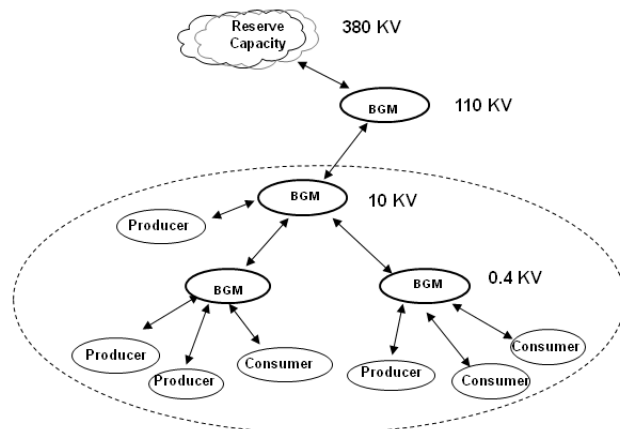 Reserve
Capacity
380 KV
BGM
110 KV
BGM
10 KV
Producer
BGM
BGM
0.4 KV
Producer
Producer
Consumer
Producer
Consumer
Consumer